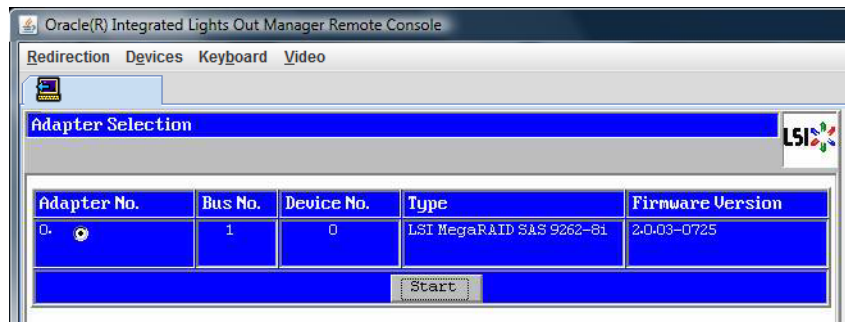 Oracle(R) Integrated Lights Out Manager Remote Console
Redirection Devices Keyboard Video
Adapter Selection
LSI
Adapter No. Bus No. Device No. Type Firmware Version
0. 1 0 LSI MegaRAID SAS 9262-8i 2.0.03-0725
Start